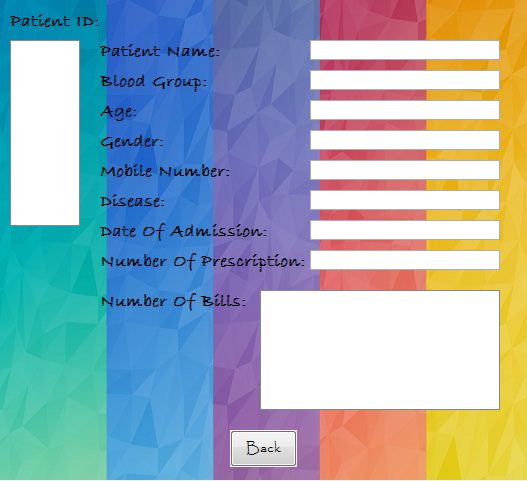 Patient ID:
Patient Name:
Blood Group:
Age:
Gender:
Mobile Number:
Disease:
Date Of Admission:
Number Of Prescription:
Number Of Bills:
Back